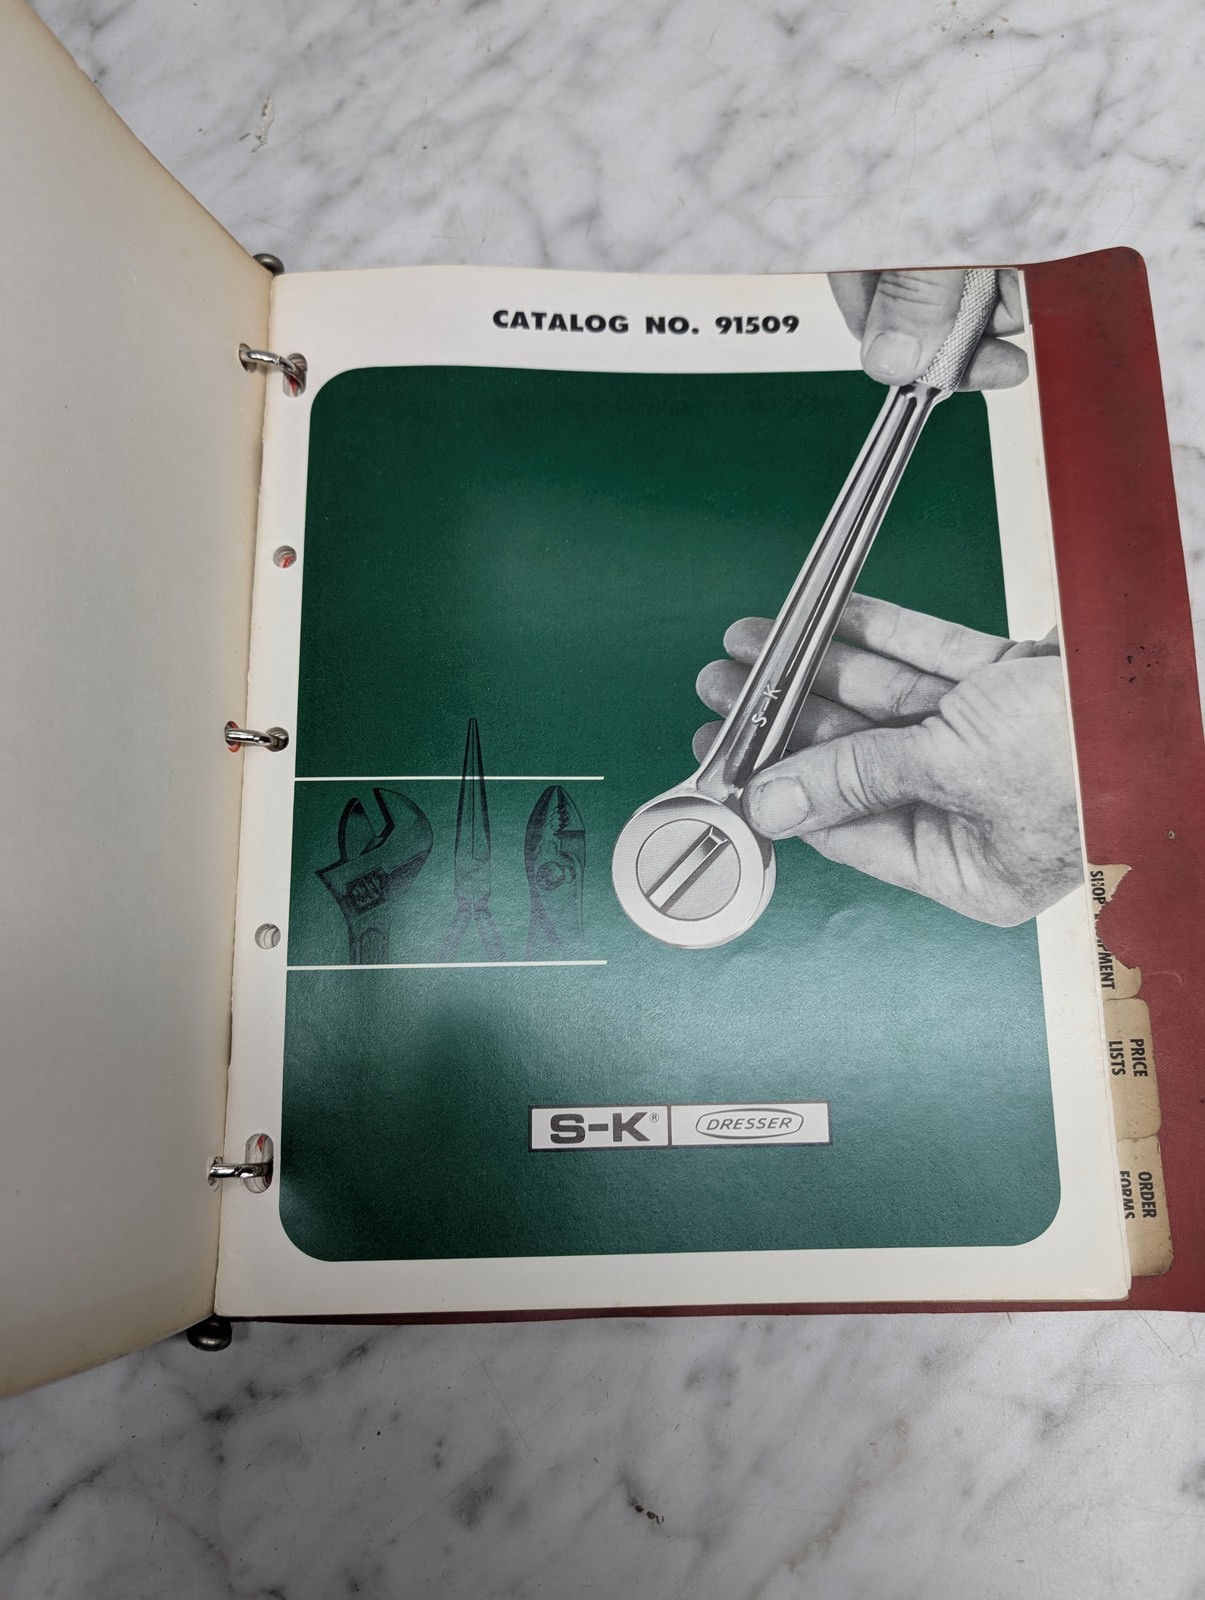 CATALOG NO. 91509
S-K
S-K®
DRESSER
SHOP
PRICE
LISTS
ORDER
FORMS